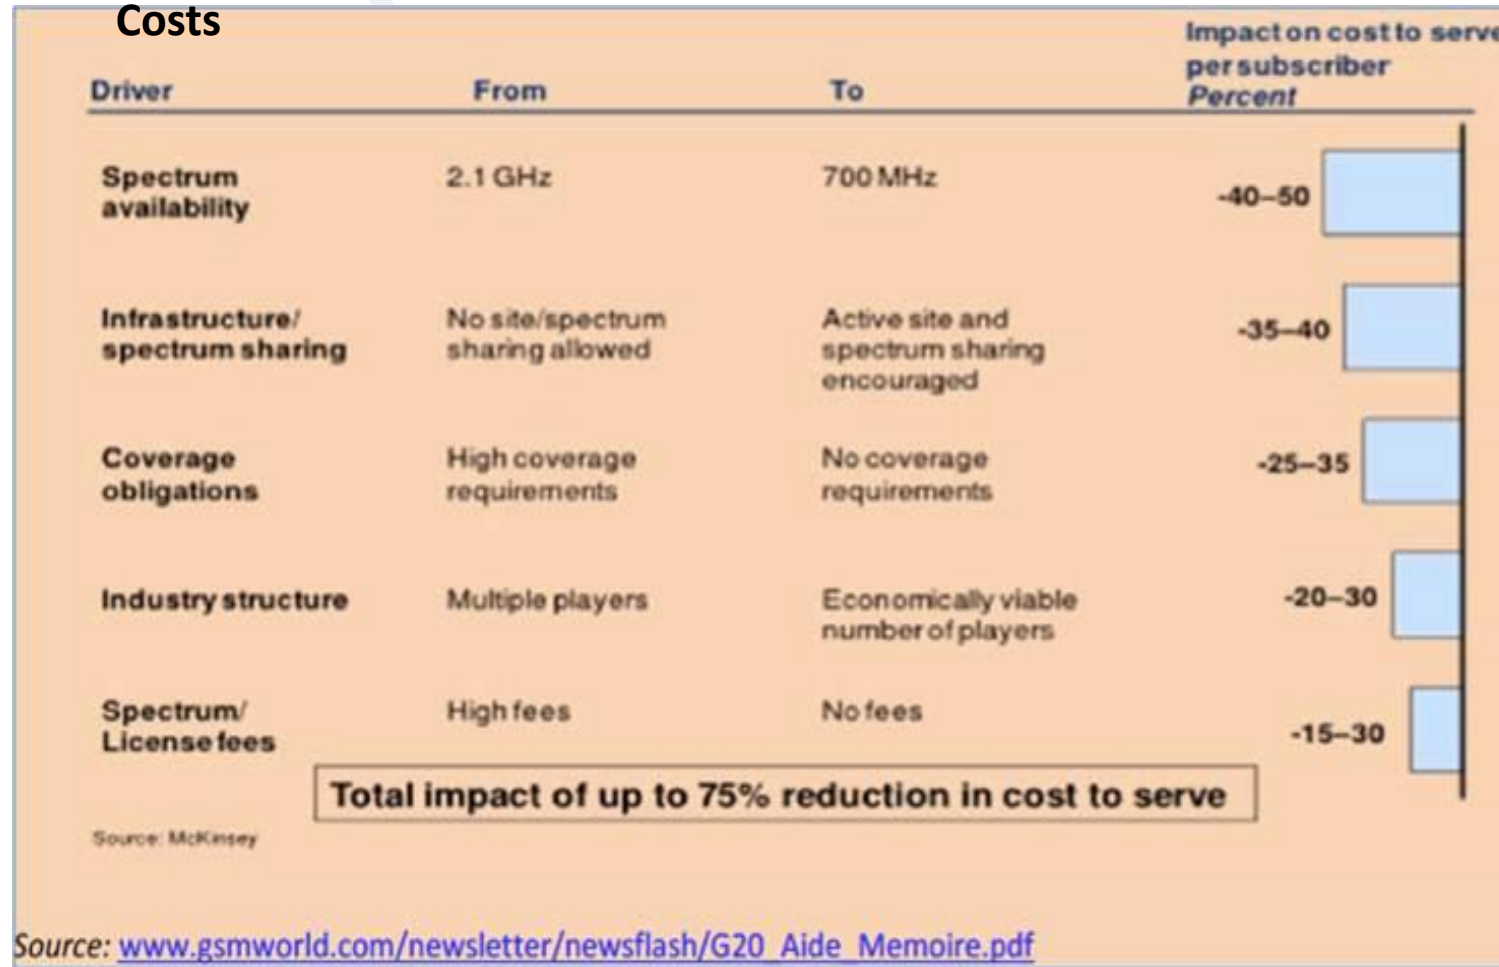 Costs
Impact on cost to serve
per subscriber
Driver From To Percent
Spectrum 2.1 GHz 700 MHz
availability -40–50
Infrastructure/ No site/spectrum Active site and
spectrum sharing sharing allowed spectrum sharing -35–40
encouraged
Coverage High coverage No coverage
obligations requirements requirements -25–35
Industry structure Multiple players Economically viable -20–30
number of players
Spectrum/ High fees No fees
License fees -15–30
Total impact of up to 75% reduction in cost to serve
Source: McKinsey
Source: www.gsmworld.com/newsletter/newsflash/G20_Aide_Memoire.pdf